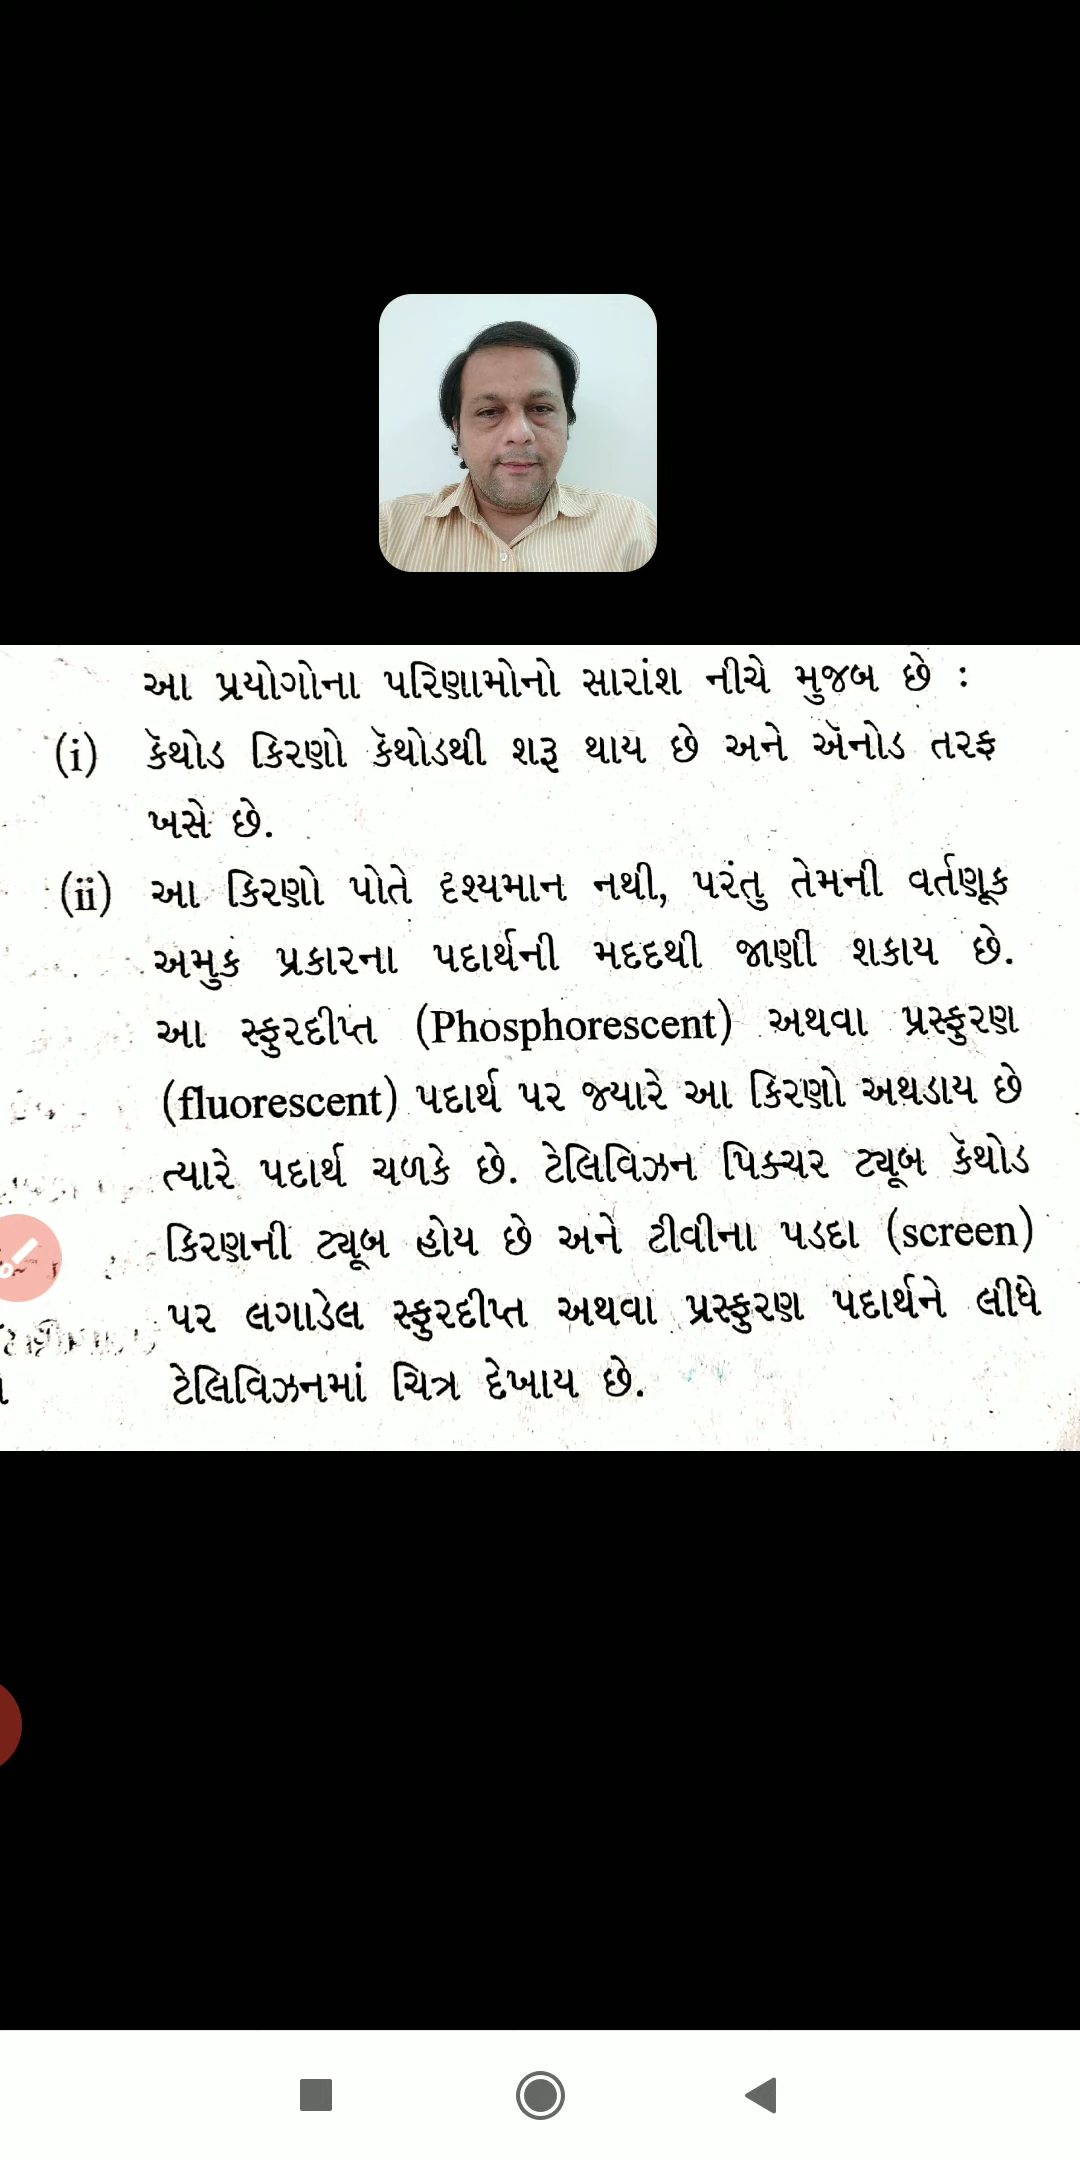 આ પ્રયોગોના પરિણામોનો સારાંશ નીચે મુજબ છે :
(i) કૅથોડ કિરણો કૅથોડથી શરૂ થાય છે અને ઍનોડ તરફ
ખસે છે.
(ii) આ કિરણો પોતે દૃશ્યમાન નથી, પરંતુ તેમની વર્તણૂક
અમુક પ્રકારના પદાર્થની મદદથી જાણી શકાય છે.
આ સ્ફુરદીપ્ત (Phosphorescent) અથવા પ્રસ્ફુરણ
(fluorescent) પદાર્થ પર જ્યારે આ કિરણો અથડાય છે
ત્યારે પદાર્થ ચળકે છે. ટેલિવિઝન પિક્ચર ટ્યૂબ કૅથોડ
કિરણની ટ્યૂબ હોય છે અને ટીવીના પડદા (screen)
પર લગાડેલ સ્ફુરદીપ્ત અથવા પ્રસ્ફુરણ પદાર્થને લીધે
ટેલિવિઝનમાં ચિત્ર દેખાય છે.